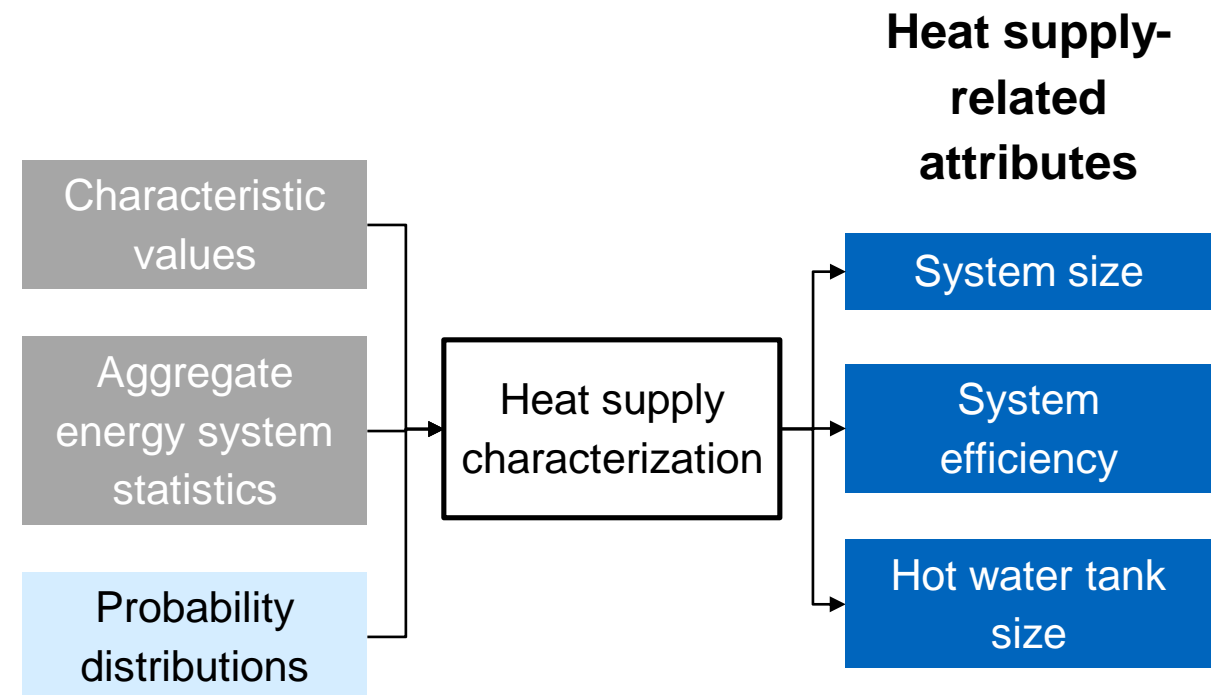 Heat supply-
related
attributes
Characteristic
values
Aggregate
energy system
statistics
Probability
distributions
Heat supply
characterization
System size
System
efficiency
Hot water tank
size